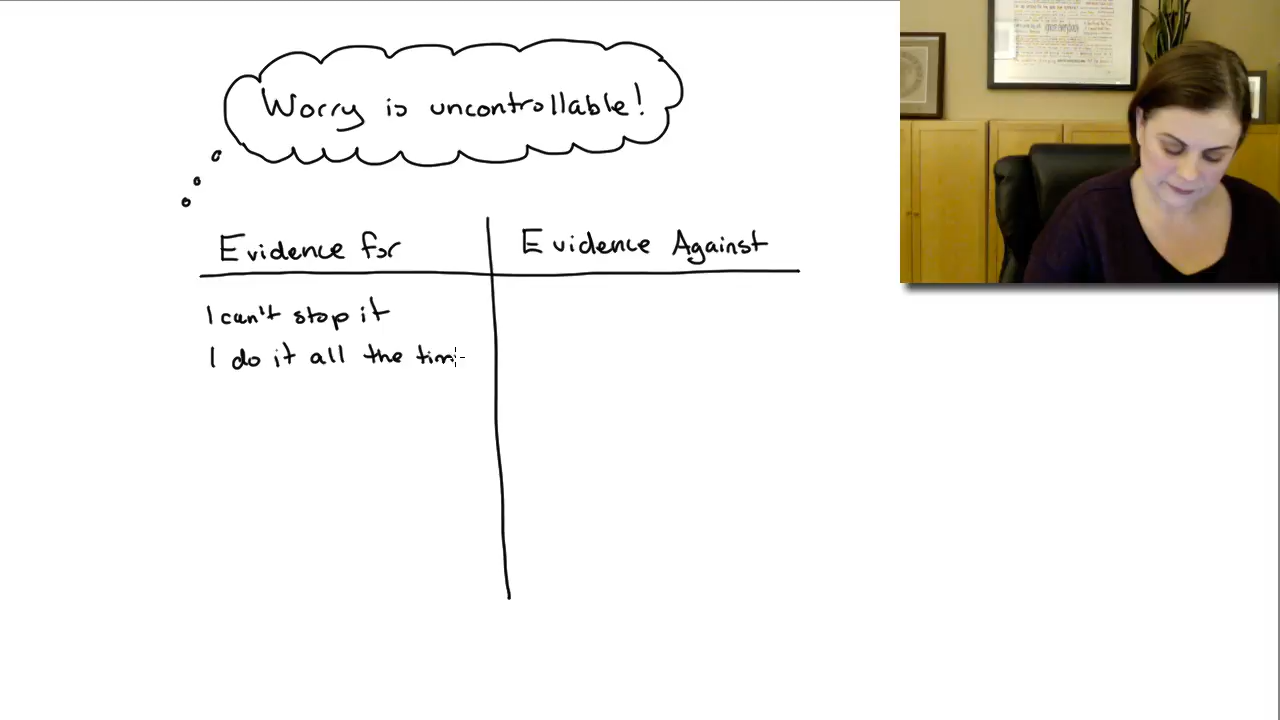 Worry is uncontrollable!
Evidence for
Evidence Against
I can't stop it
I do it all the tim